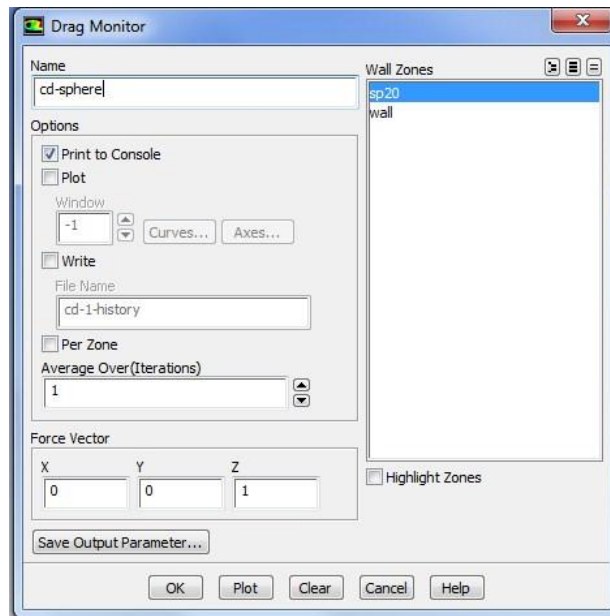 Drag Monitor
Name
cd-sphere
Options
Print to Console
Plot
Window
-1
Curves...
Axes...
Write
File Name
cd-1-history
Per Zone
Average Over(Iterations)
1
Force Vector
X Y Z
0 0 1
Save Output Parameter...
Wall Zones
sp20
wall
Highlight Zones
OK Plot Clear Cancel Help